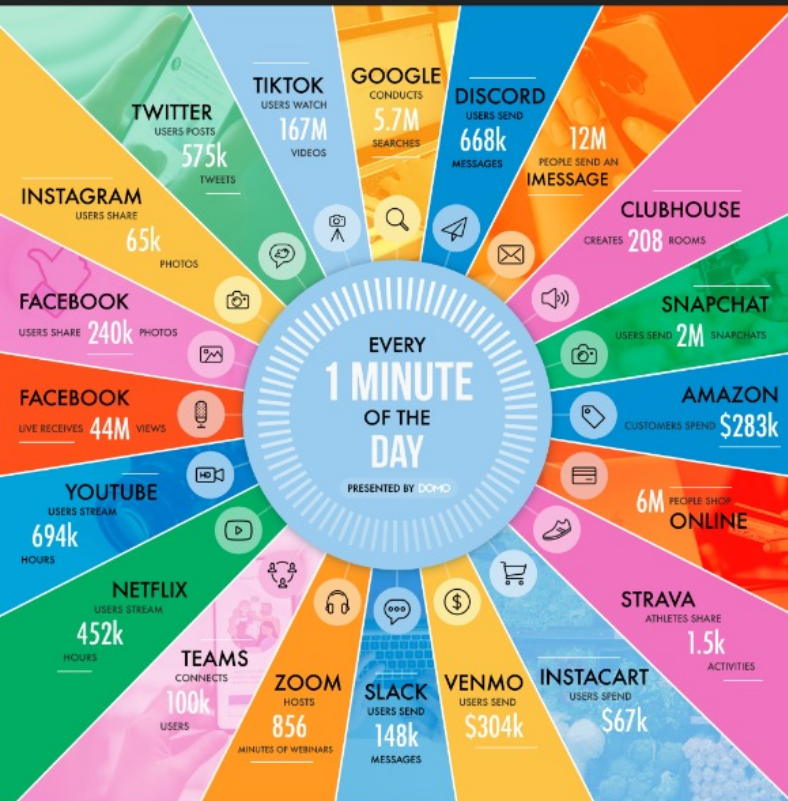 EVERY
1 MINUTE
OF THE
DAY
PRESENTED BY DOMO
GOOGLE
CONDUCTS
5.7M
SEARCHES
DISCORD
USERS SEND
668k
MESSAGES
12M
PEOPLE SEND AN
IMESSAGE
CLUBHOUSE
CREATES 208 ROOMS
SNAPCHAT
USERS SEND 2M SNAPCHATS
AMAZON
CUSTOMERS SPEND $283k
6M PEOPLE SHOP
ONLINE
STRAVA
ATHLETES SHARE
1.5k
ACTIVITIES
INSTACART
USERS SPEND
$67k
VENMO
USERS SEND
$304k
SLACK
USERS SEND
148k
MESSAGES
ZOOM
HOSTS
856
MINUTES OF WEBINARS
TEAMS
CONNECTS
100k
USERS
NETFLIX
USERS STREAM
452k
HOURS
YOUTUBE
USERS STREAM
694k
HOURS
HD
FACEBOOK
LIVE RECEIVES 44M VIEWS
FACEBOOK
USERS SHARE 240k PHOTOS
INSTAGRAM
USERS SHARE
65k
PHOTOS
TWITTER
USERS POSTS
575k
TWEETS
TIKTOK
USERS WATCH
167M
VIDEOS